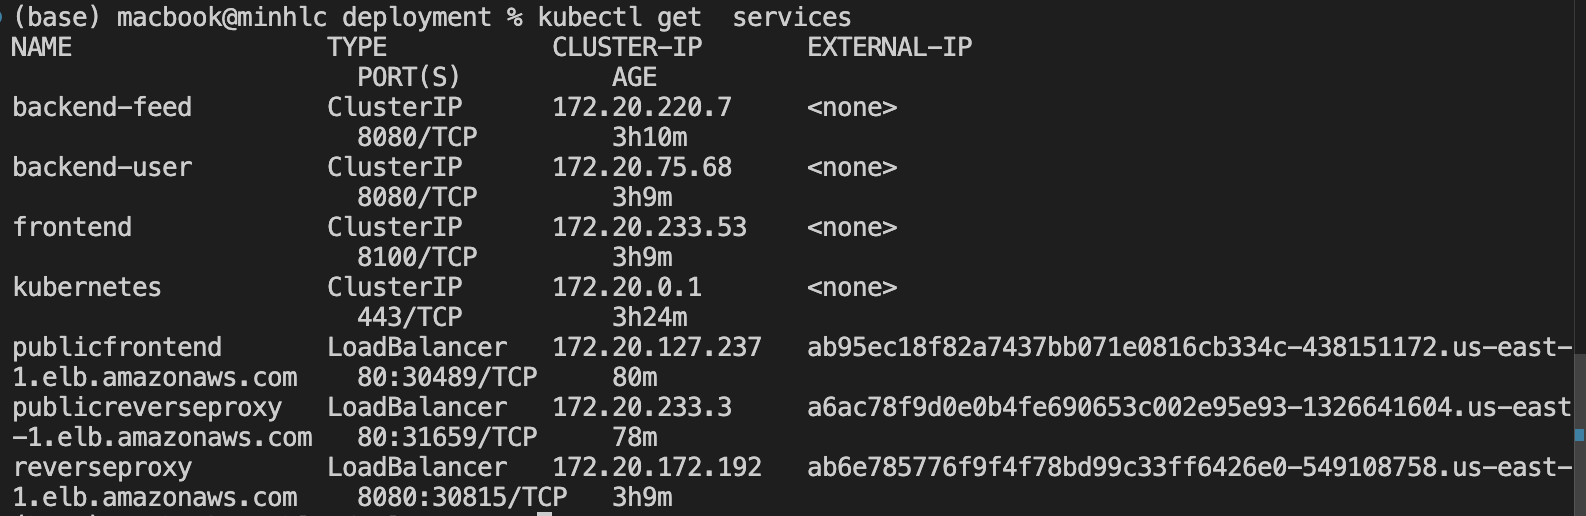 (base) macbook@minhlc deployment % kubectl get  services
NAME                 TYPE           CLUSTER-IP       EXTERNAL-IP
                       PORT(S)          AGE
backend-feed         ClusterIP      172.20.220.7     <none>
                       8080/TCP         3h10m
backend-user         ClusterIP      172.20.75.68     <none>
                       8080/TCP         3h9m
frontend             ClusterIP      172.20.233.53    <none>
                       8100/TCP         3h9m
kubernetes           ClusterIP      172.20.0.1       <none>
                       443/TCP          3h24m
publicfrontend       LoadBalancer   172.20.127.237   ab95ec18f82a7437bb071e0816cb334c-438151172.us-east-
1.elb.amazonaws.com    80:30489/TCP     80m
publicreverseproxy   LoadBalancer   172.20.233.3     a6ac78f9d0e0b4fe690653c002e95e93-1326641604.us-east
-1.elb.amazonaws.com   80:31659/TCP     78m
reverseproxy         LoadBalancer   172.20.172.192   ab6e785776f9f4f78bd99c33ff6426e0-549108758.us-east-
1.elb.amazonaws.com    8080:30815/TCP   3h9m